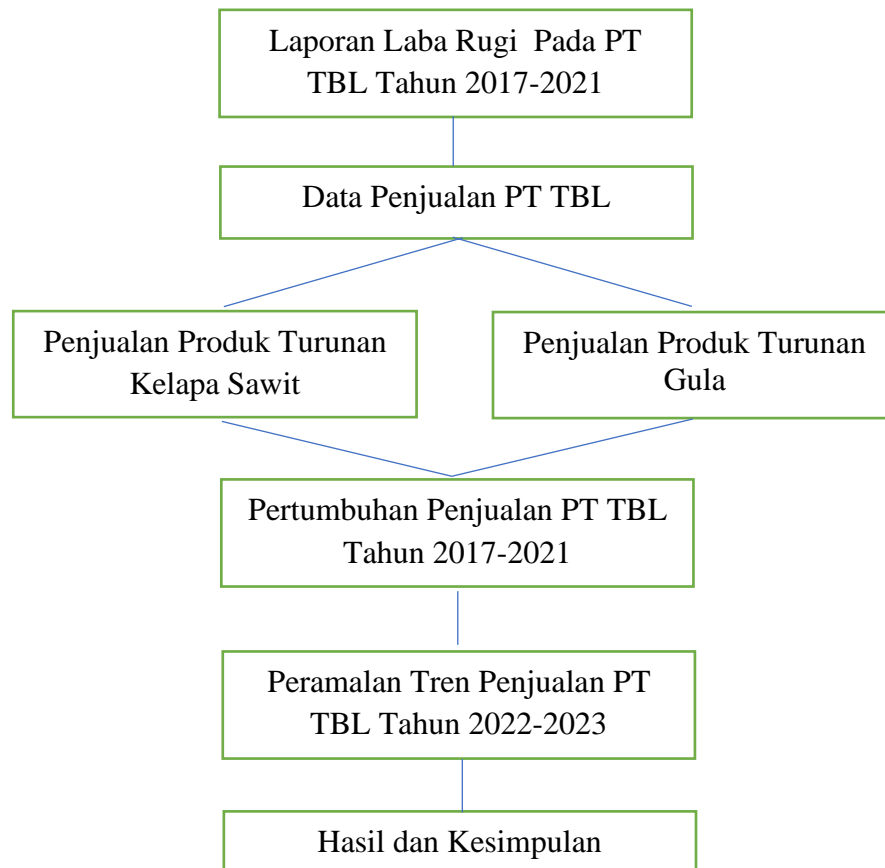 Laporan Laba Rugi Pada PT
TBL Tahun 2017-2021
Data Penjualan PT TBL
Penjualan Produk Turunan
Kelapa Sawit
Penjualan Produk Turunan
Gula
Pertumbuhan Penjualan PT TBL
Tahun 2017-2021
Peramalan Tren Penjualan PT
TBL Tahun 2022-2023
Hasil dan Kesimpulan